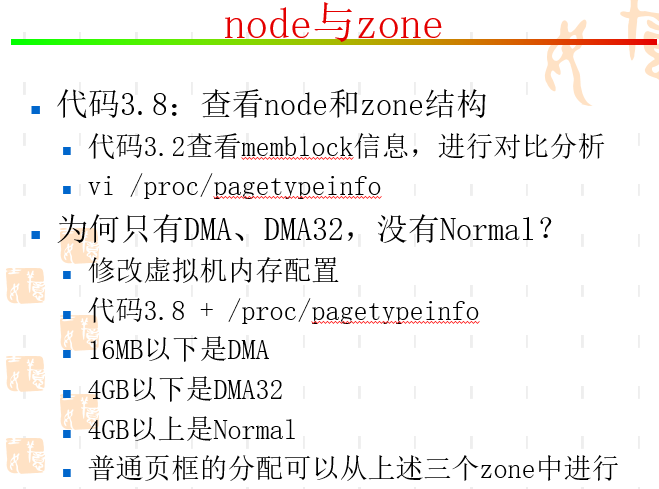 node与zone
代码3.8：查看node和zone结构
代码3.2查看memblock信息，进行对比分析
vi /proc/pagetypeinfo
为何只有DMA、DMA32，没有Normal？
修改虚拟机内存配置
代码3.8 + /proc/pagetypeinfo
16MB以下是DMA
4GB以下是DMA32
4GB以上是Normal
普通页框的分配可以从上述三个zone中进行